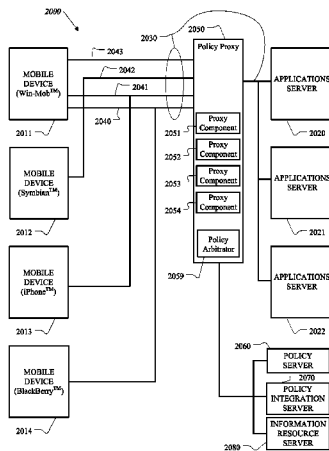 2000
2030
2050
2043
2042
2041
2040
MOBILE
DEVICE
(Win-Mob™)
2011
MOBILE
DEVICE
(Symbian™)
2012
MOBILE
DEVICE
(iPhone™)
2013
MOBILE
DEVICE
(BlackBerry™)
2014
Policy Proxy
2051
Proxy
Component
2052
Proxy
Component
2053
Proxy
Component
2054
Proxy
Component
Policy
Arbitrator
2059
APPLICATIONS
SERVER
2020
APPLICATIONS
SERVER
2021
APPLICATIONS
SERVER
2022
2060
POLICY
SERVER
2070
POLICY
INTEGRATION
SERVER
INFORMATION
RESOURCE
SERVER
2080